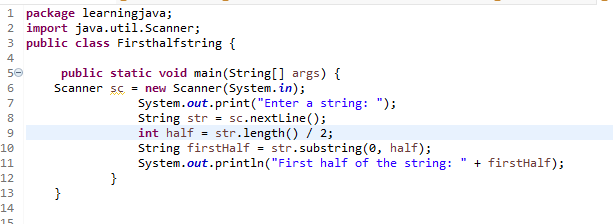 1 package learningjava;
2 import java.util.Scanner;
3 public class Firsthalfstring {
4
5 public static void main(String[] args) {
6 Scanner sc = new Scanner(System.in);
7 System.out.print("Enter a string: ");
8 String str = sc.nextLine();
9 int half = str.length() / 2;
10 String firstHalf = str.substring(0, half);
11 System.out.println("First half of the string: " + firstHalf);
12 }
13 }
14
15